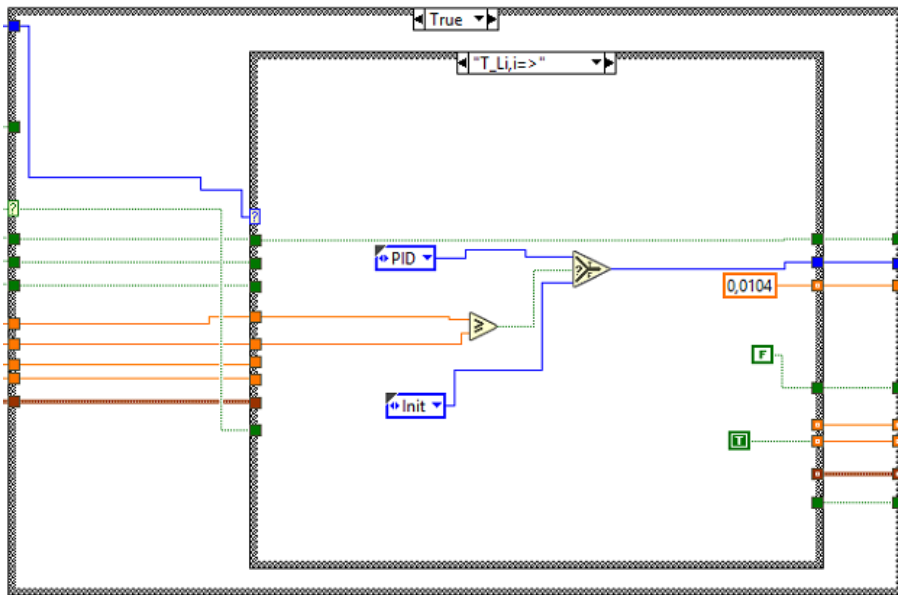 True
"T_Li,i=>"
?
?
PID
?
T
F
0,0104
≥
F
Init
T